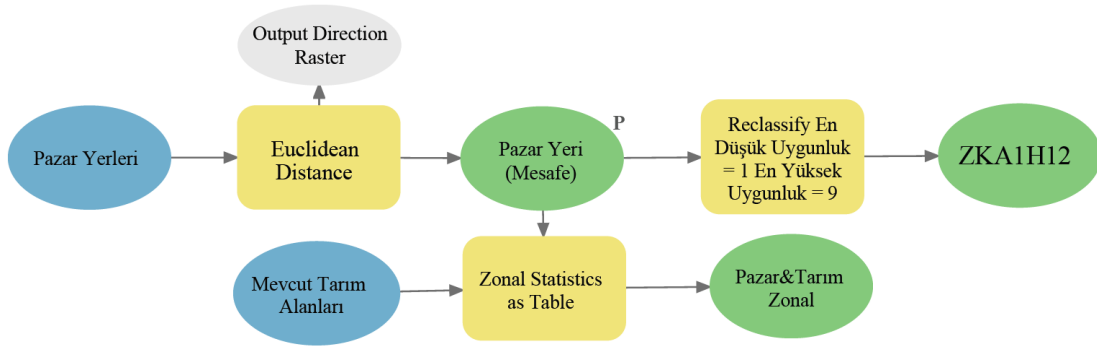 Output Direction
Raster
Pazar Yerleri
Euclidean
Distance
Pazar Yeri
(Mesafe)
P
Reclassify En
Düşük Uygunluk
= 1 En Yüksek
Uygunluk = 9
ZKA1H12
Mevcut Tarım
Alanları
Zonal Statistics
as Table
Pazar&Tarım
Zonal